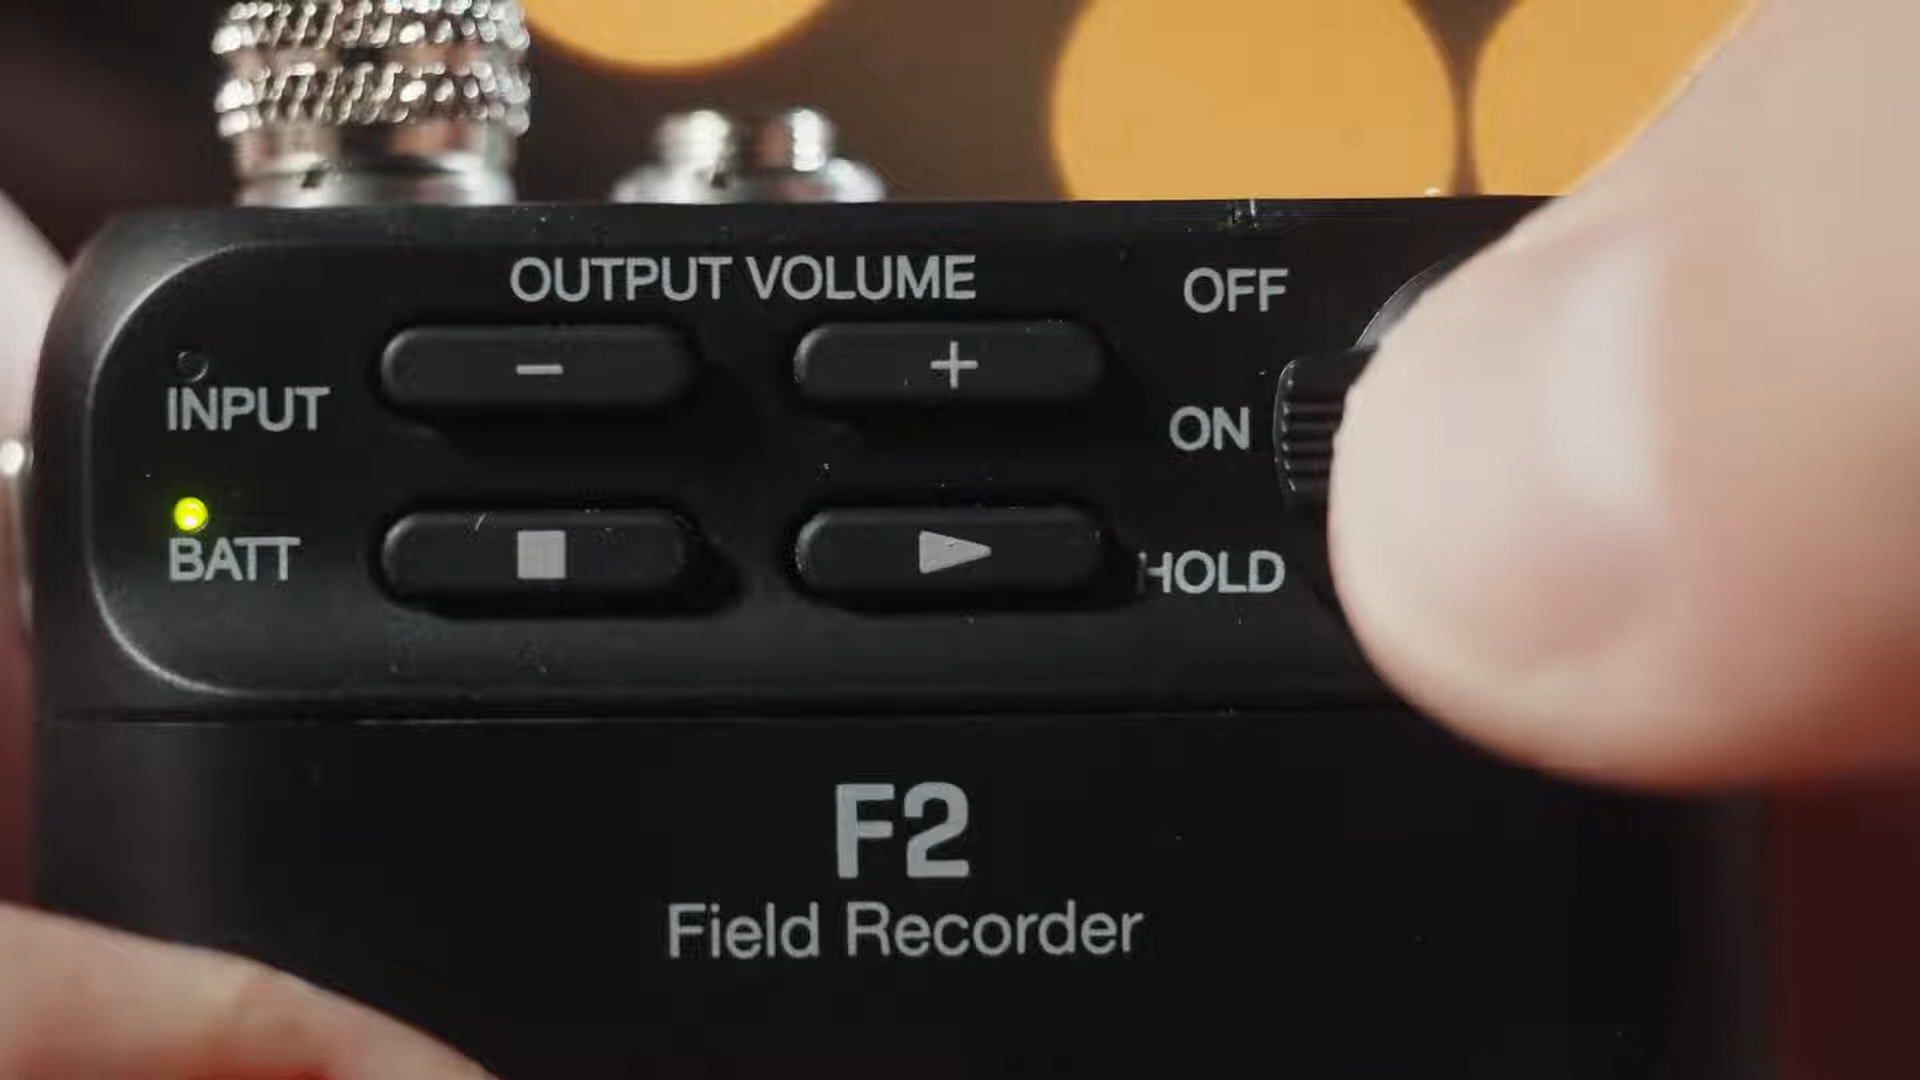 OUTPUT VOLUME
OFF
INPUT
- +
ON
BATT
HOLD
F2
Field Recorder